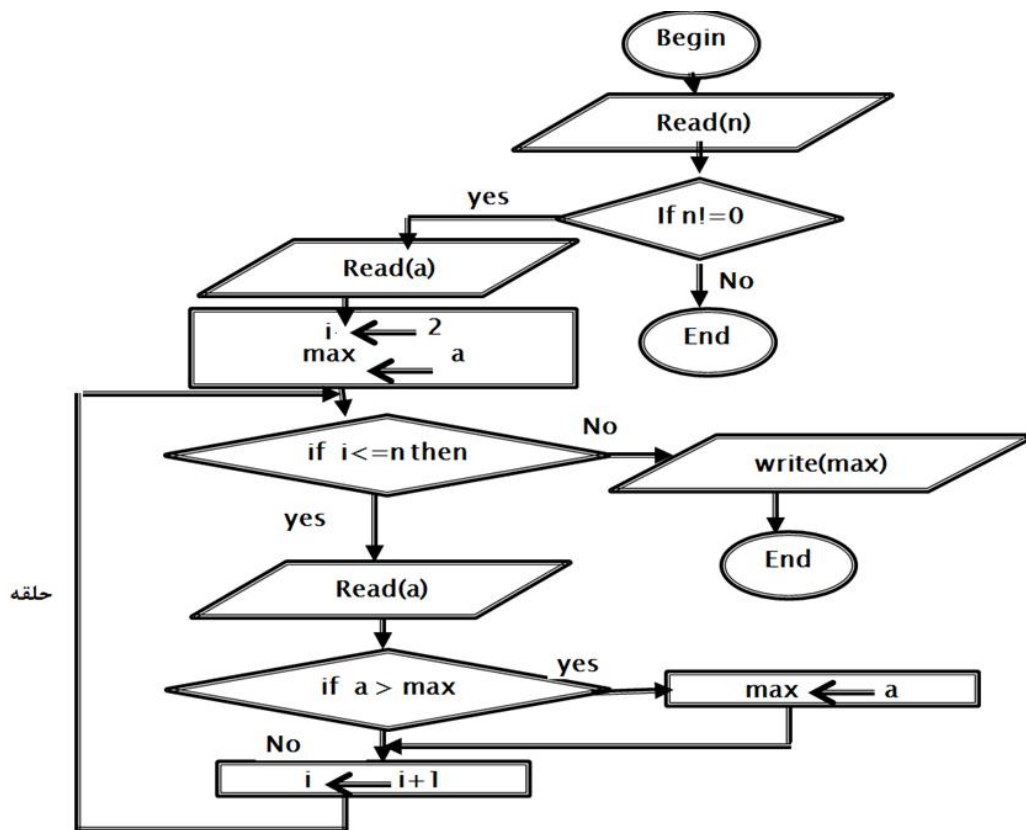 Begin
Read(n)
If n!=0
yes
No
Read(a)
End
i 2
max a
if i<=n then
No
write(max)
yes
End
Read(a)
حلقه
if a > max
yes
max a
No
i i+1